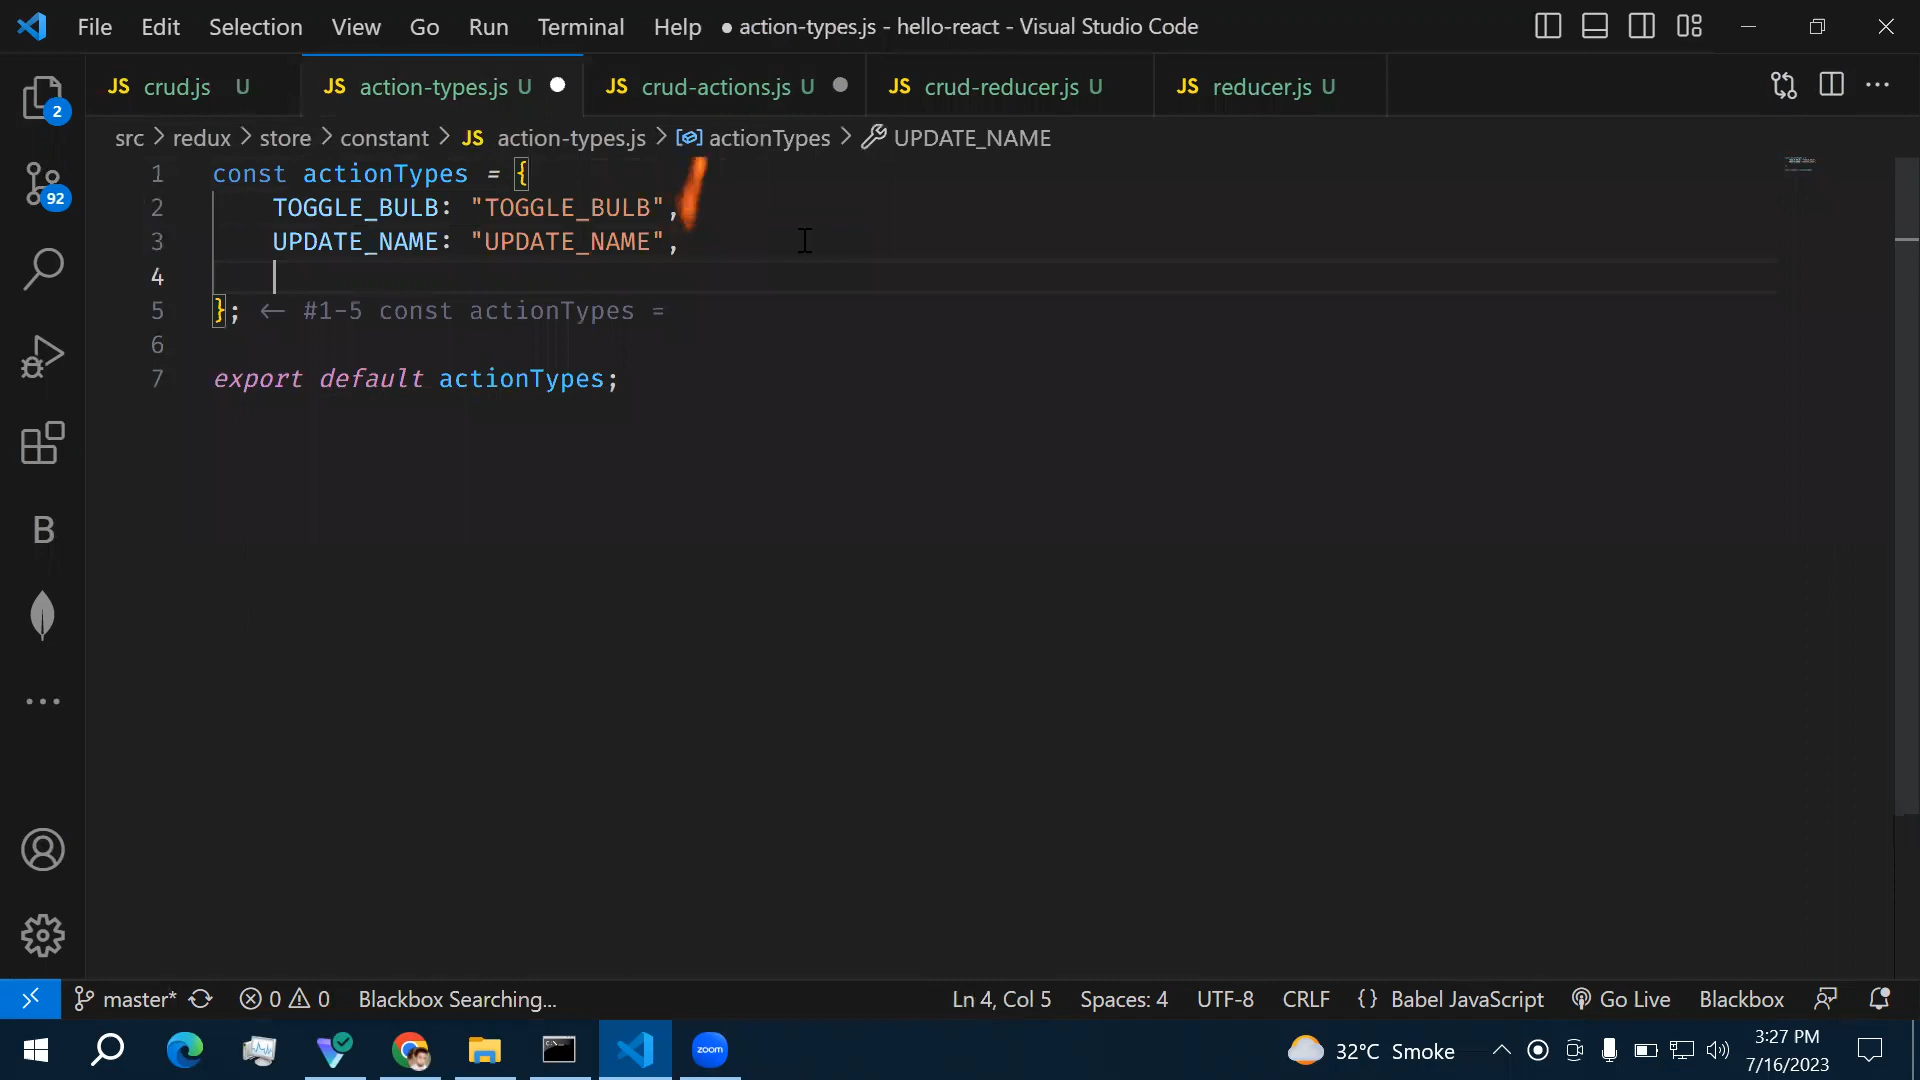 File Edit Selection View Go Run Terminal Help ● action-types.js - hello-react - Visual Studio Code
JS crud.js U JS action-types.js U JS crud-actions.js U JS crud-reducer.js U JS reducer.js U
src > redux > store > constant > JS action-types.js > actionTypes > UPDATE_NAME
1 const actionTypes = {
2 TOGGLE_BULB: "TOGGLE_BULB",
3 UPDATE_NAME: "UPDATE_NAME",
4
5 }; <- #1-5 const actionTypes =
6
7 export default actionTypes;
2
92
B
master* 0 0 Blackbox Searching... Ln 4, Col 5 Spaces: 4 UTF-8 CRLF {} Babel JavaScript Go Live Blackbox
zoom 32°C Smoke 3:27 PM
7/16/2023